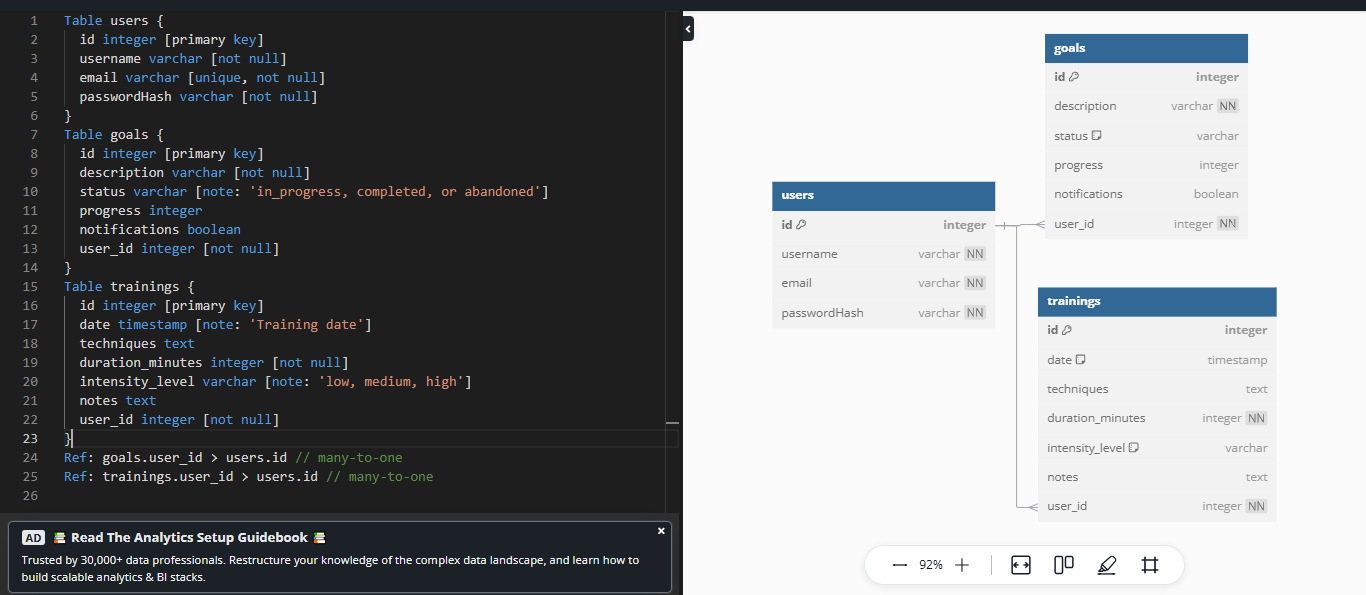 1 Table users {
2 id integer [primary key]
3 username varchar [not null]
4 email varchar [unique, not null]
5 passwordHash varchar [not null]
6 }
7 Table goals {
8 id integer [primary key]
9 description varchar [not null]
10 status varchar [note: 'in_progress, completed, or abandoned']
11 progress integer
12 notifications boolean
13 user_id integer [not null]
14 }
15 Table trainings {
16 id integer [primary key]
17 date timestamp [note: 'Training date']
18 techniques text
19 duration_minutes integer [not null]
20 intensity_level varchar [note: 'low, medium, high']
21 notes text
22 user_id integer [not null]
23 }
24 Ref: goals.user_id > users.id // many-to-one
25 Ref: trainings.user_id > users.id // many-to-one
26
AD 📚 Read The Analytics Setup Guidebook 📚 ×
Trusted by 30,000+ data professionals. Restructure your knowledge of the complex data landscape, and learn how to
build scalable analytics & BI stacks.
users
id integer
username varchar NN
email varchar NN
passwordHash varchar NN
goals
id integer
description varchar NN
status varchar
progress integer
notifications boolean
user_id integer NN
trainings
id integer
date timestamp
techniques text
duration_minutes integer NN
intensity_level varchar
notes text
user_id integer NN
92%